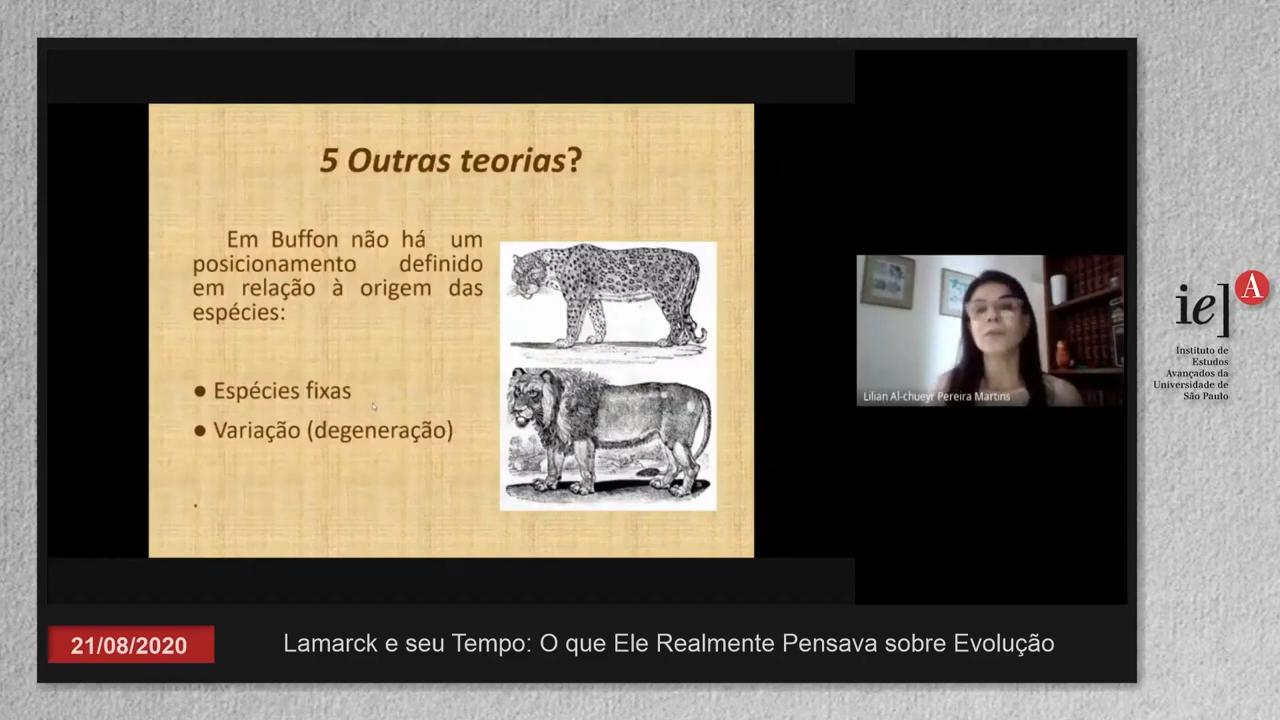 5 Outras teorias?
Em Buffon não há um
posicionamento definido
em relação à origem das
espécies:
● Espécies fixas
● Variação (degeneração)
.
Lilian Al-chueyr Pereira Martins
iea]
A
Instituto de
Estudos
Avançados da
Universidade de
São Paulo
21/08/2020
Lamarck e seu Tempo: O que Ele Realmente Pensava sobre Evolução